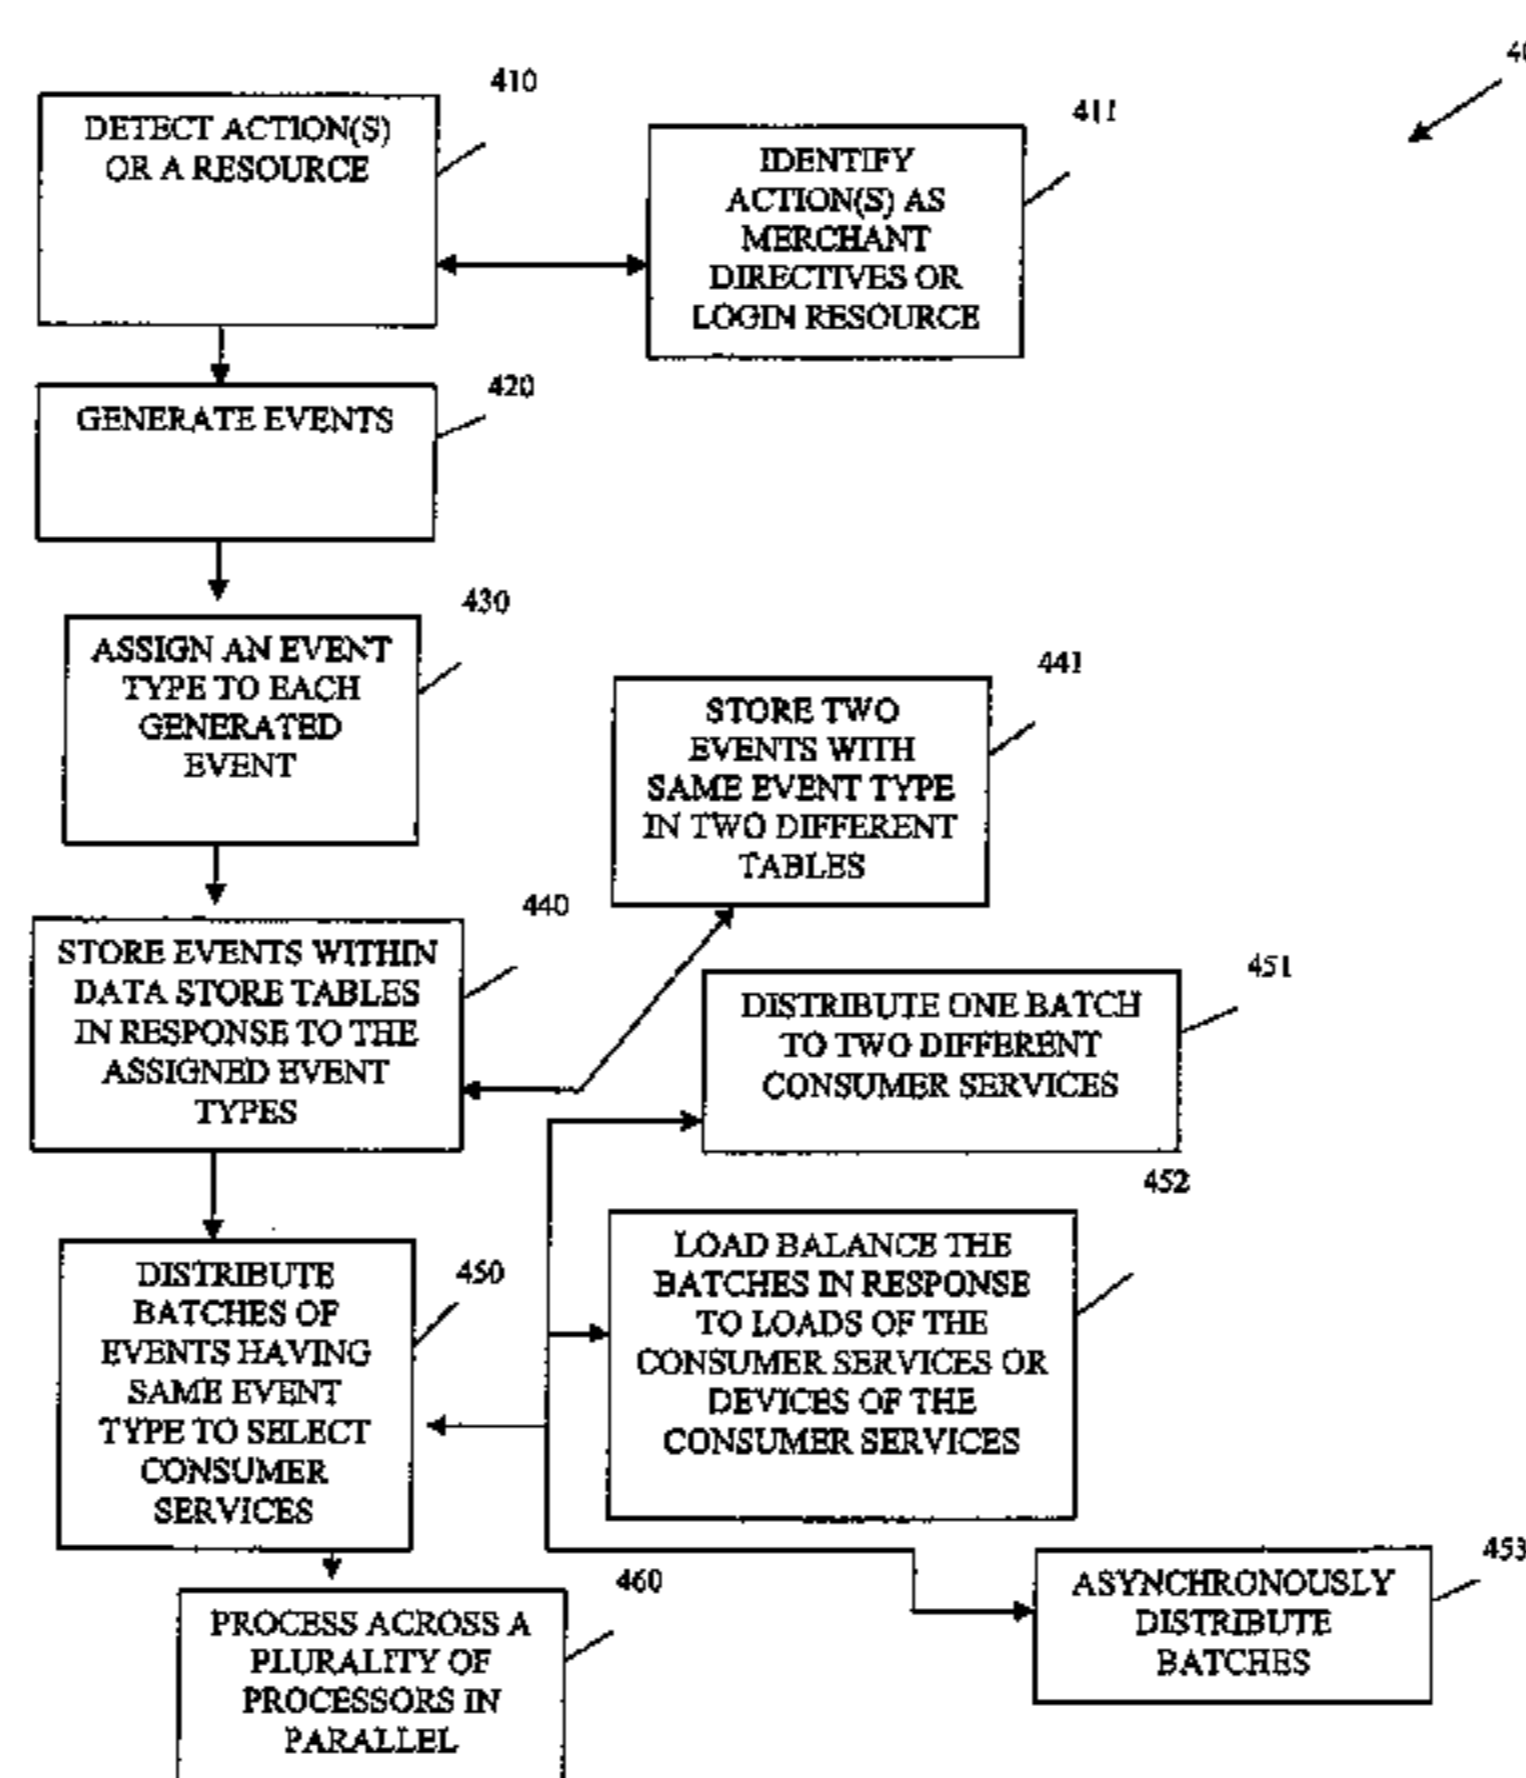 410
DETECT ACTION(S)
OR A RESOURCE
411
IDENTIFY
ACTION(S) AS
MERCHANT
DIRECTIVES OR
LOGIN RESOURCE
420
GENERATE EVENTS
430
ASSIGN AN EVENT
TYPE TO EACH
GENERATED
EVENT
441
STORE TWO
EVENTS WITH
SAME EVENT TYPE
IN TWO DIFFERENT
TABLES
440
STORE EVENTS WITHIN
DATA STORE TABLES
IN RESPONSE TO THE
ASSIGNED EVENT
TYPES
451
DISTRIBUTE ONE BATCH
TO TWO DIFFERENT
CONSUMER SERVICES
452
LOAD BALANCE THE
BATCHES IN RESPONSE
TO LOADS OF THE
CONSUMER SERVICES OR
DEVICES OF THE
CONSUMER SERVICES
450
DISTRIBUTE
BATCHES OF
EVENTS HAVING
SAME EVENT
TYPE TO SELECT
CONSUMER
SERVICES
453
ASYNCHRONOUSLY
DISTRIBUTE
BATCHES
460
PROCESS ACROSS A
PLURALITY OF
PROCESSORS IN
PARALLEL